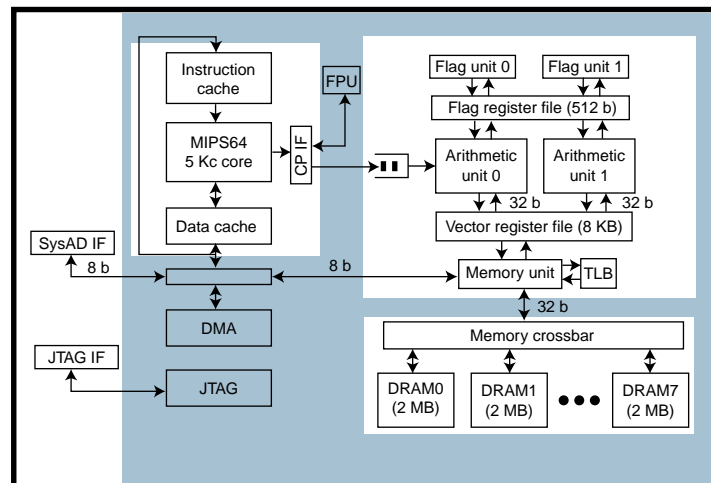 Instruction
cache
MIPS64
5 Kc core
Data cache
CP IF
FPU
Flag unit 0
Flag unit 1
Flag register file (512 b)
Arithmetic
unit 0
Arithmetic
unit 1
32 b
32 b
Vector register file (8 KB)
Memory unit
TLB
SysAD IF
8 b
8 b
32 b
DMA
Memory crossbar
JTAG IF
JTAG
DRAM0
(2 MB)
DRAM1
(2 MB)
DRAM7
(2 MB)